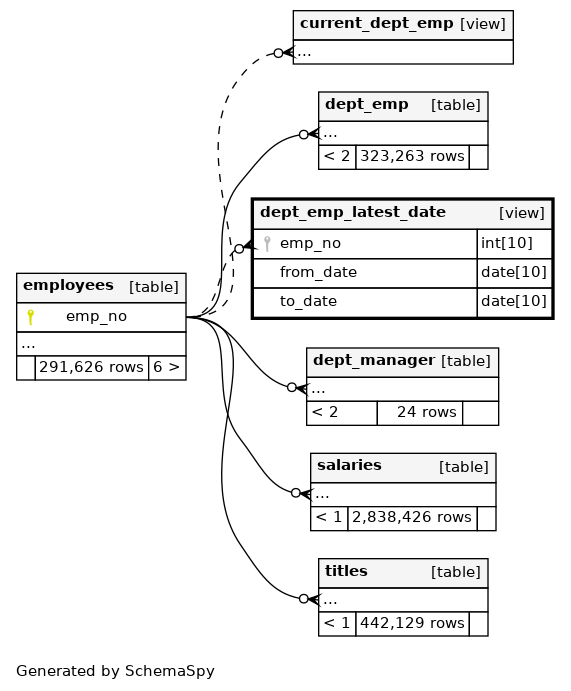 current_dept_emp [view]
...
dept_emp [table]
...
< 2 323,263 rows
dept_emp_latest_date [view]
emp_no int[10]
from_date date[10]
to_date date[10]
employees [table]
emp_no
...
291,626 rows 6 >
dept_manager [table]
...
< 2 24 rows
salaries [table]
...
< 1 2,838,426 rows
titles [table]
...
< 1 442,129 rows
Generated by SchemaSpy